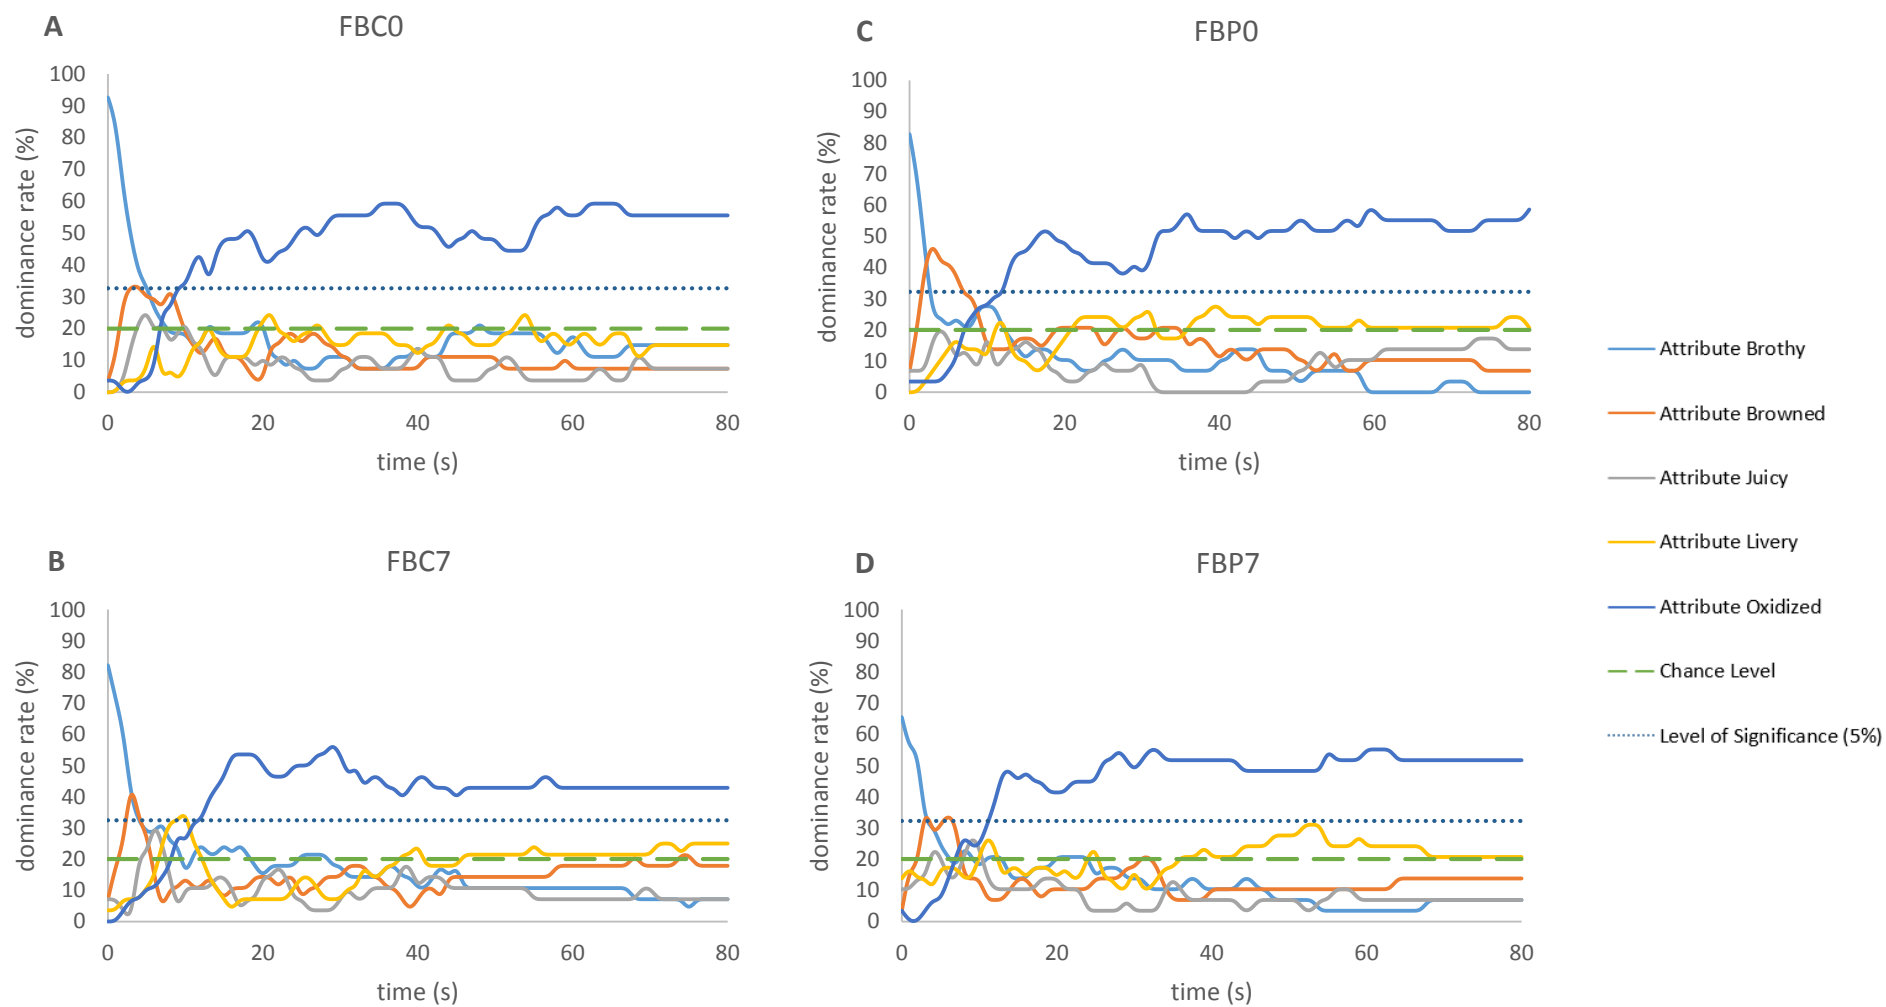 A
FBC0
dominance rate (%)
100
90
80
70
60
50
40
30
20
10
0
0 20 40 60 80
time (s)
C
FBP0
dominance rate (%)
100
90
80
70
60
50
40
30
20
10
0
0 20 40 60 80
time (s)
B
FBC7
dominance rate (%)
100
90
80
70
60
50
40
30
20
10
0
0 20 40 60 80
time (s)
D
FBP7
dominance rate (%)
100
90
80
70
60
50
40
30
20
10
0
0 20 40 60 80
time (s)
Attribute Brothy
Attribute Browned
Attribute Juicy
Attribute Livery
Attribute Oxidized
Chance Level
Level of Significance (5%)